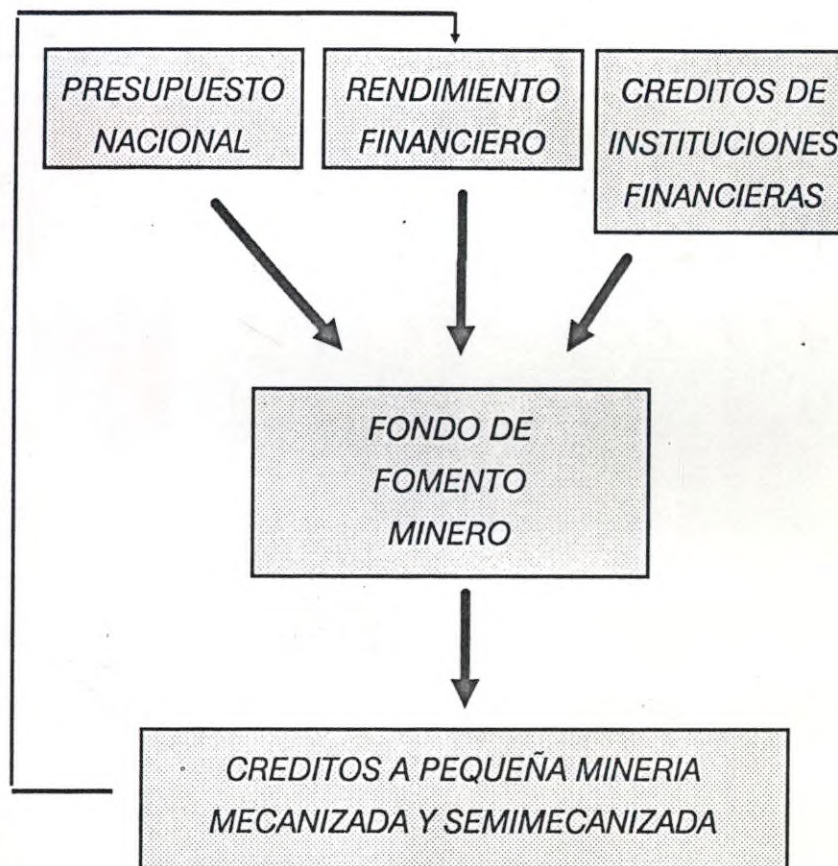 PRESUPUESTO
NACIONAL
RENDIMIENTO
FINANCIERO
CREDITOS DE
INSTITUCIONES
FINANCIERAS
FONDO DE
FOMENTO
MINERO
CREDITOS A PEQUEÑA MINERIA
MECANIZADA Y SEMIMECANIZADA